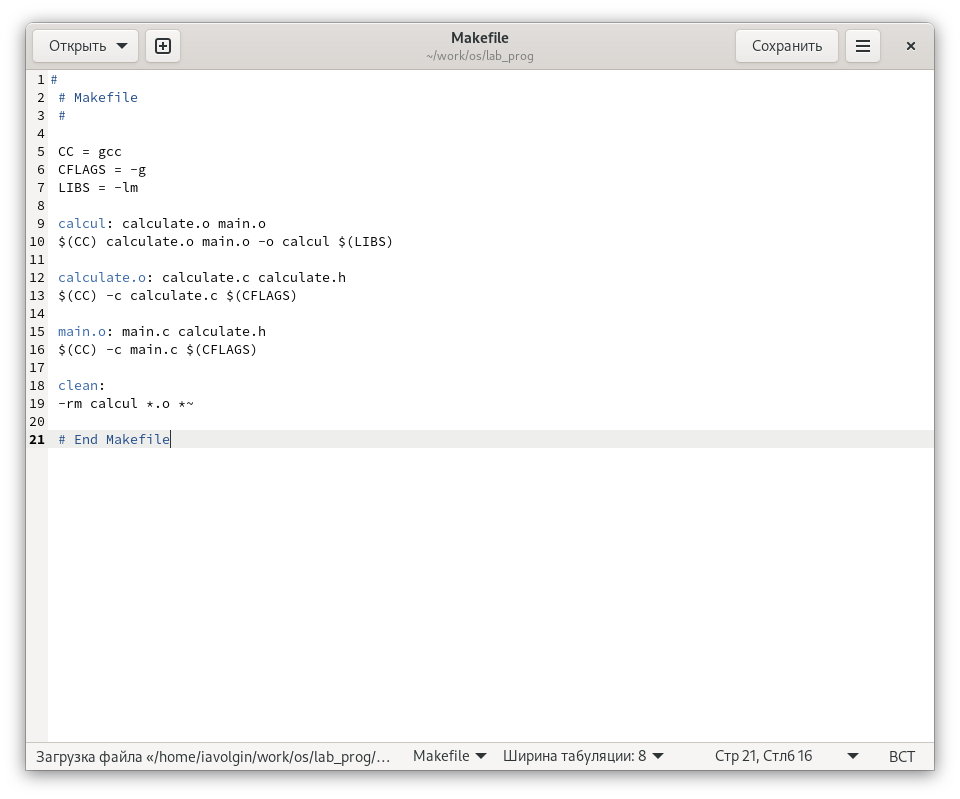 Открыть
Makefile
~/work/os/lab_prog
Сохранить
1 #
2 # Makefile
3 #
4
5 CC = gcc
6 CFLAGS = -g
7 LIBS = -lm
8
9 calcul: calculate.o main.o
10 $(CC) calculate.o main.o -o calcul $(LIBS)
11
12 calculate.o: calculate.c calculate.h
13 $(CC) -c calculate.c $(CFLAGS)
14
15 main.o: main.c calculate.h
16 $(CC) -c main.c $(CFLAGS)
17
18 clean:
19 -rm calcul *.o *~
20
21 # End Makefile
Загрузка файла «/home/iavolgin/work/os/lab_prog/… Makefile Ширина табуляции: 8 Стр 21, Стлб 16 ВСТ